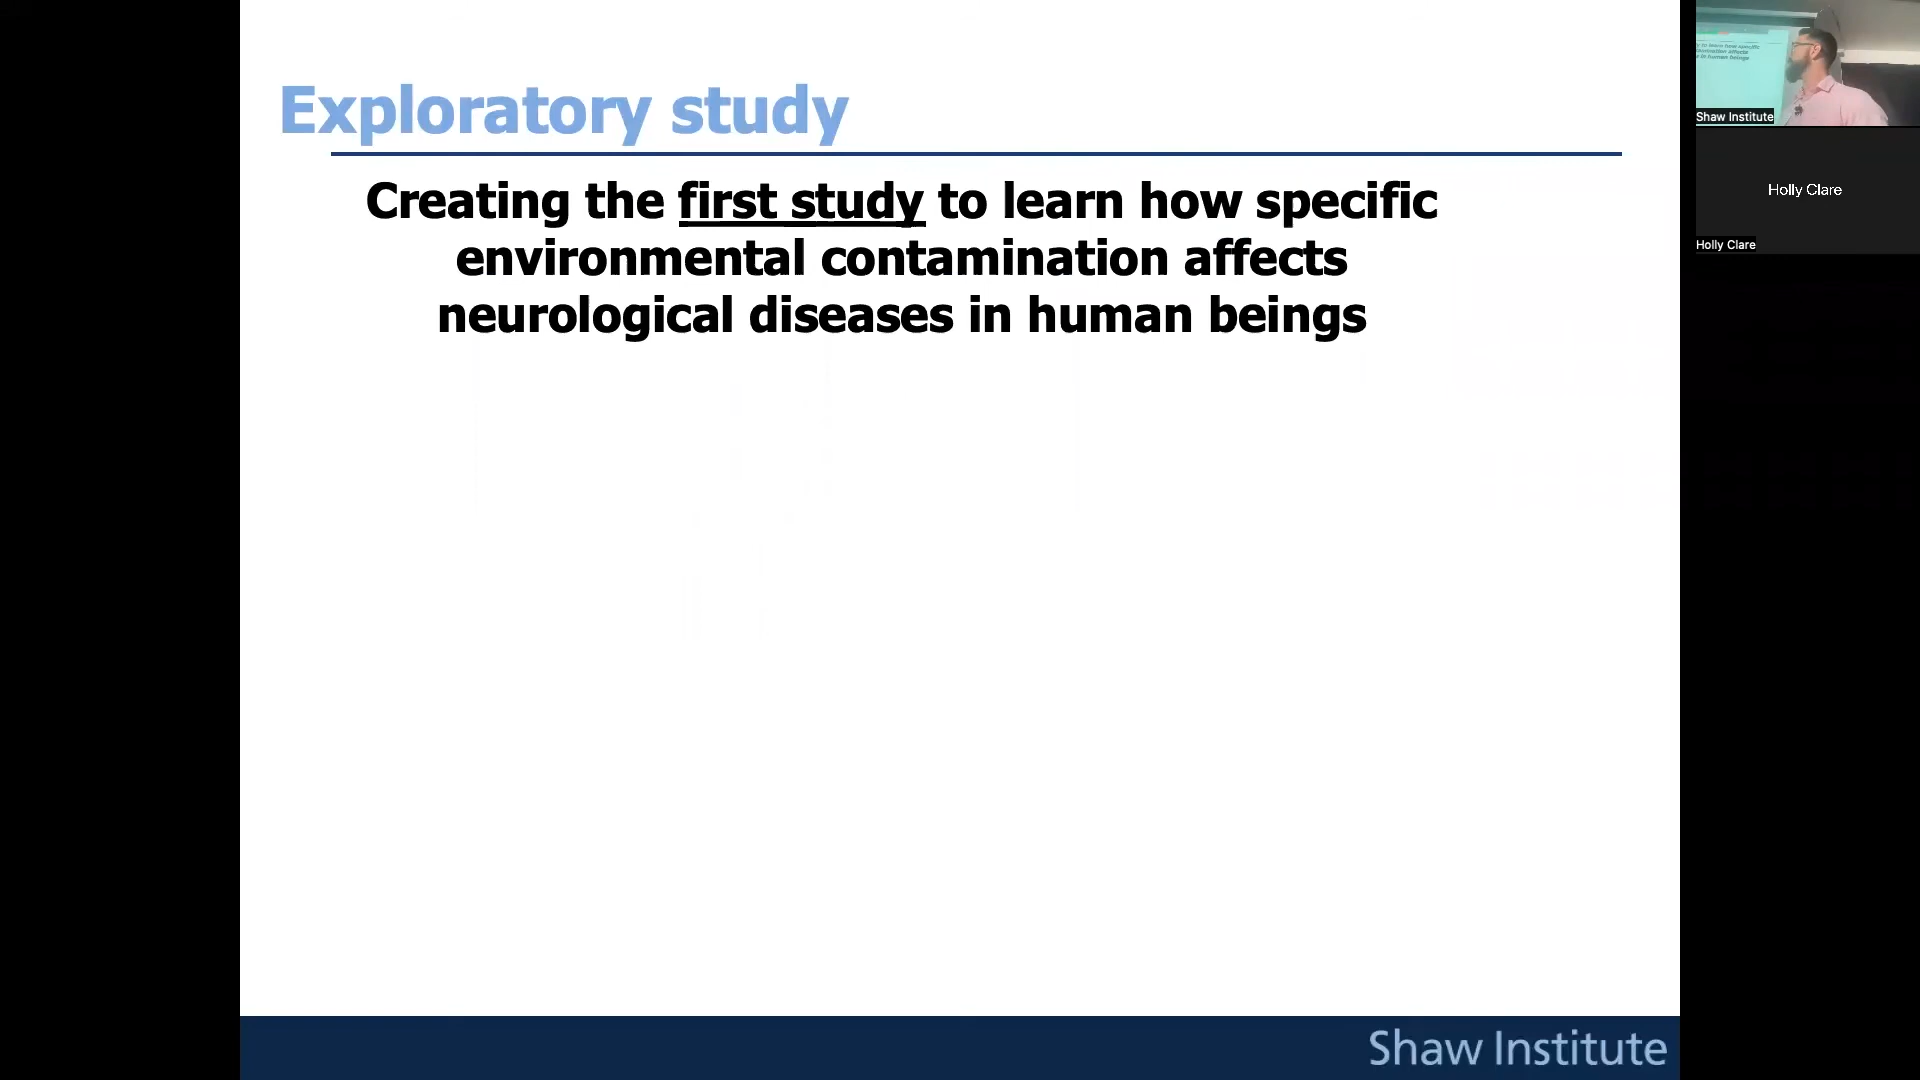 Exploratory study
Creating the first study to learn how specific
environmental contamination affects
neurological diseases in human beings
Shaw Institute
Shaw Institute
Holly Clare
Holly Clare